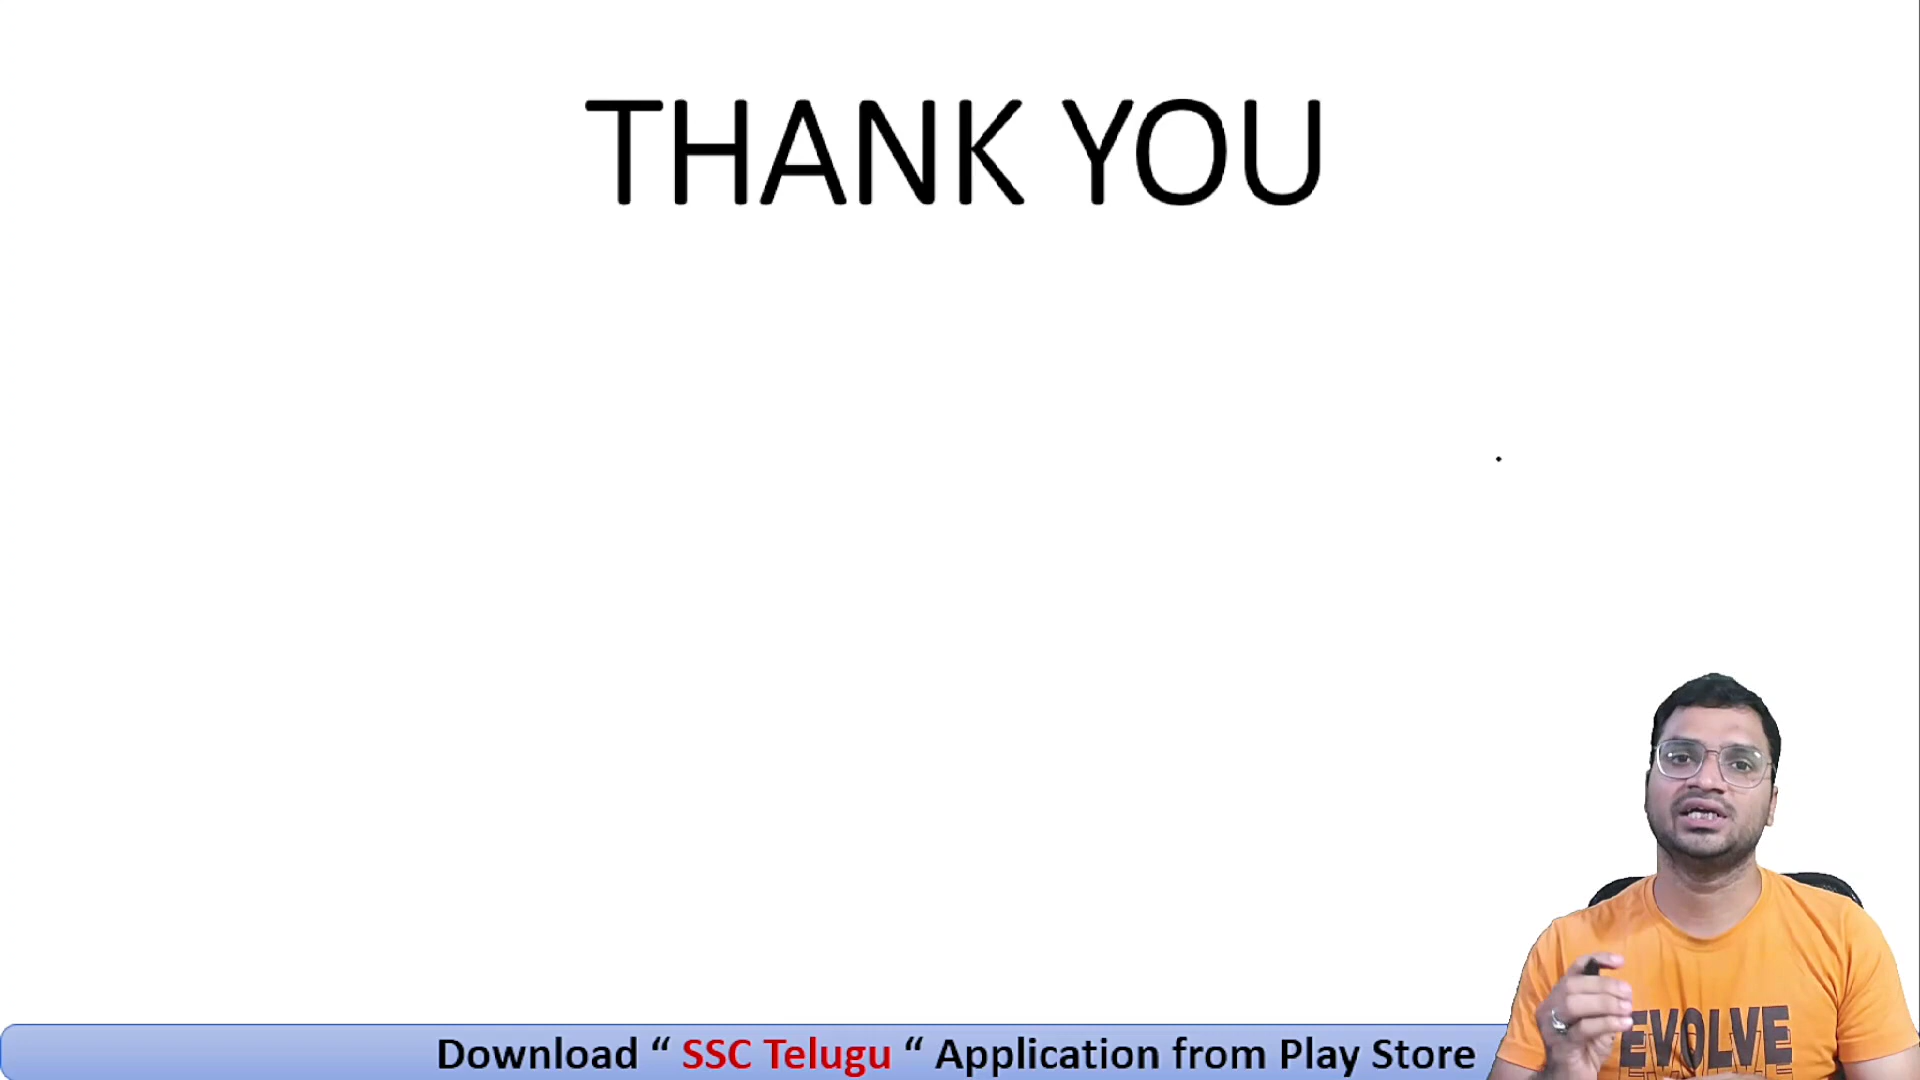 THANK YOU
EVOLVE
Download “ SSC Telugu “ Application from Play Store